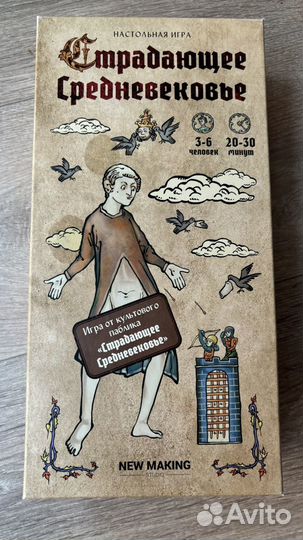 НАСТОЛЬНАЯ ИГРА
Страдающее
Средневековье
3-6
человек
20-30
минут
Игра от культового
паблика
«Страдающее
Средневековье»
NEW MAKING
STUDIO
Avito